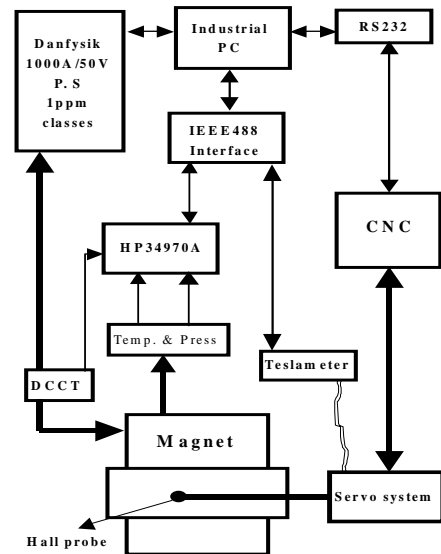 Danfysik
1000A/50V
P.S
1ppm
classes
Industrial
PC
RS232
IEEE488
Interface
HP34970A
CNC
Temp. & Press
Teslameter
DCCT
Magnet
Servo system
Hall probe